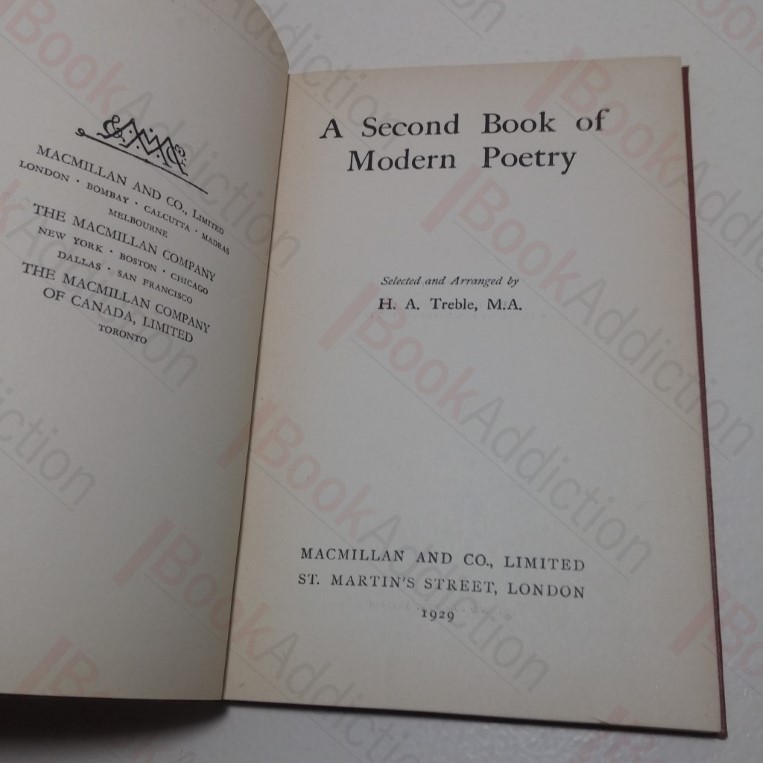 MACMILLAN AND CO., LIMITED
LONDON · BOMBAY · CALCUTTA · MADRAS
MELBOURNE
THE MACMILLAN COMPANY
NEW YORK · BOSTON · CHICAGO
DALLAS · SAN FRANCISCO
THE MACMILLAN COMPANY
OF CANADA, LIMITED
TORONTO
A Second Book of
Modern Poetry
Selected and Arranged by
H. A. Treble, M.A.
MACMILLAN AND CO., LIMITED
ST. MARTIN'S STREET, LONDON
1929
BookAddiction